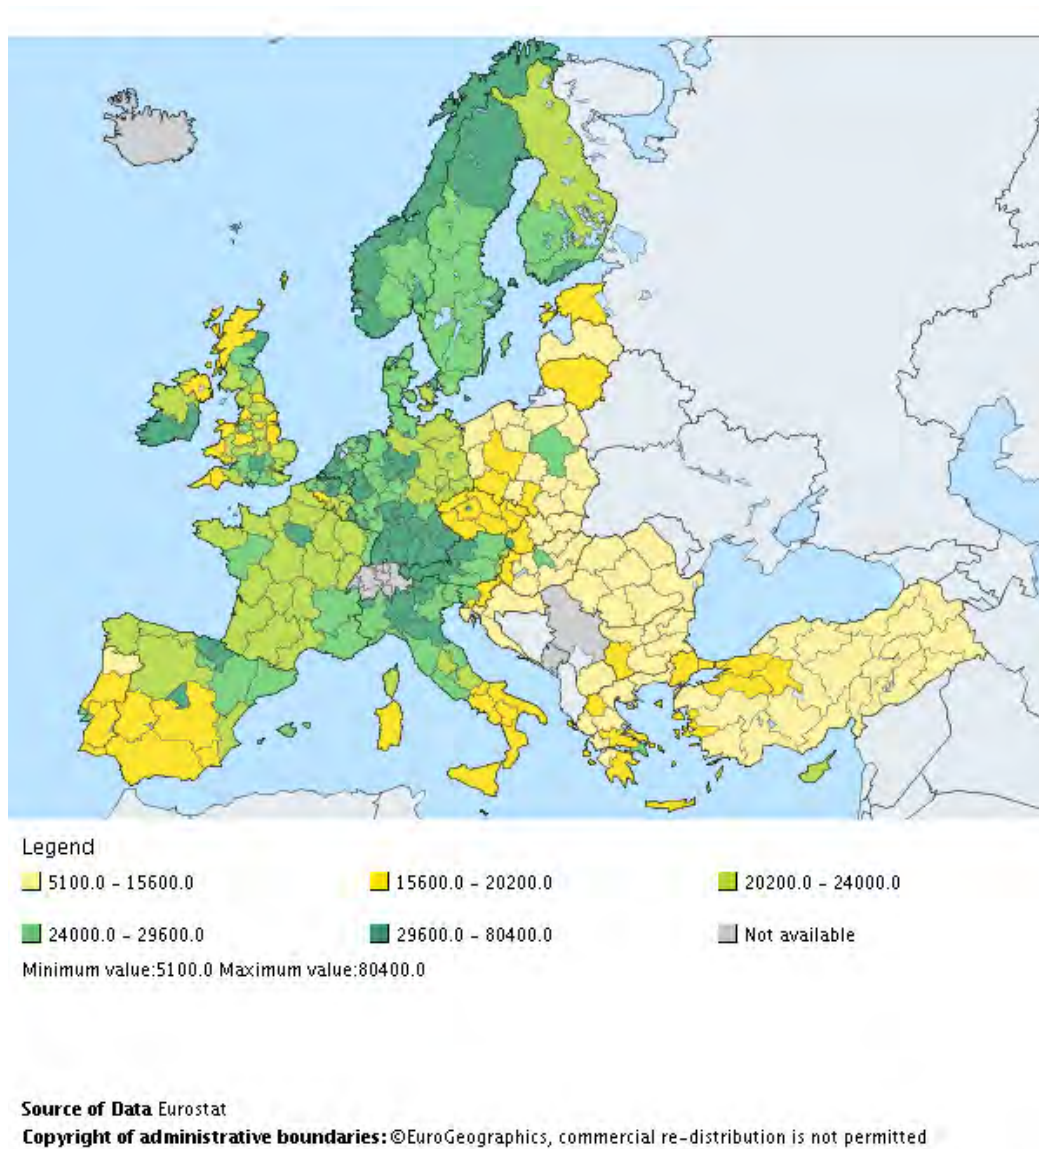 Legend
5100.0 - 15600.0
15600.0 - 20200.0
20200.0 - 24000.0
24000.0 - 29600.0
29600.0 - 80400.0
Not available
Minimum value:5100.0 Maximum value:80400.0
Source of Data Eurostat
Copyright of administrative boundaries: ©EuroGeographics, commercial re-distribution is not permitted